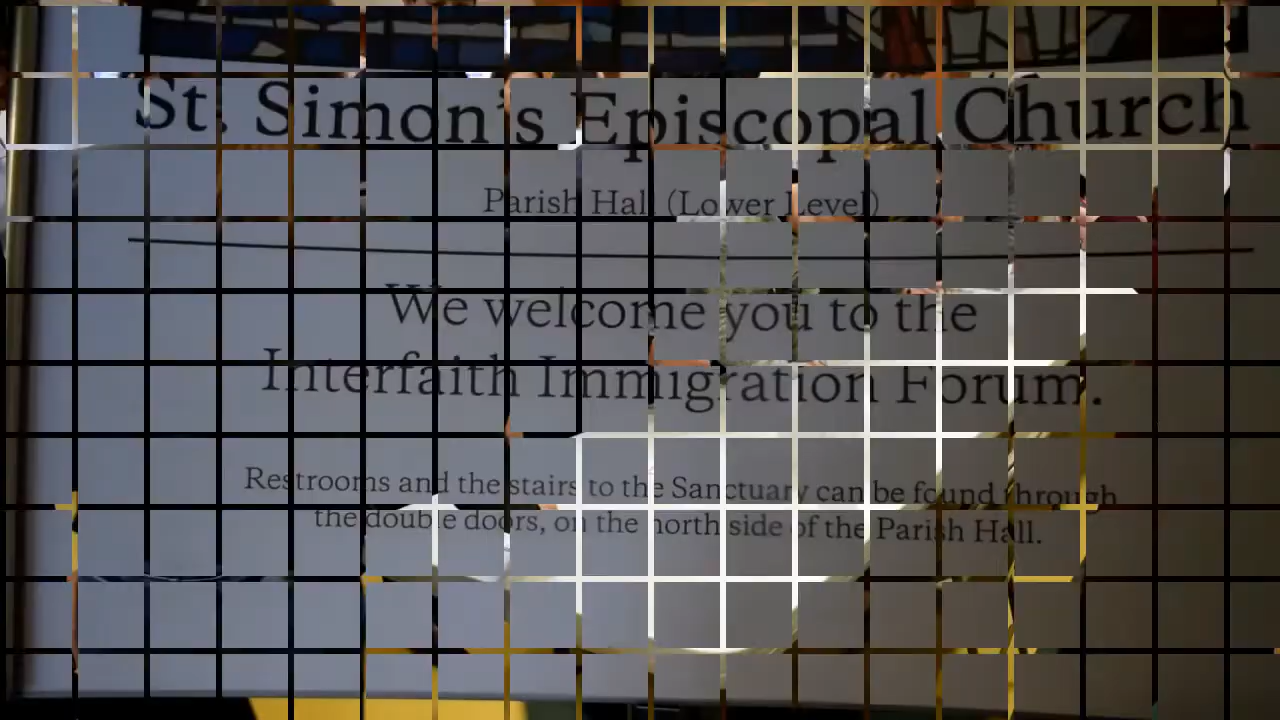 St. Simon's Episcopal Church
Parish Hall (Lower Level)
We welcome you to the
Interfaith Immigration Forum.
Restrooms and the stairs to the Sanctuary can be found through
the double doors, on the north side of the Parish Hall.